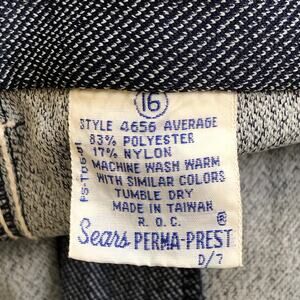 16
STYLE 4656 AVERAGE
83% POLYESTER
17% NYLON
MACHINE WASH WARM
WITH SIMILAR COLORS
TUMBLE DRY
MADE IN TAIWAN
R.O.C.
Sears PERMA-PREST ®
D/7